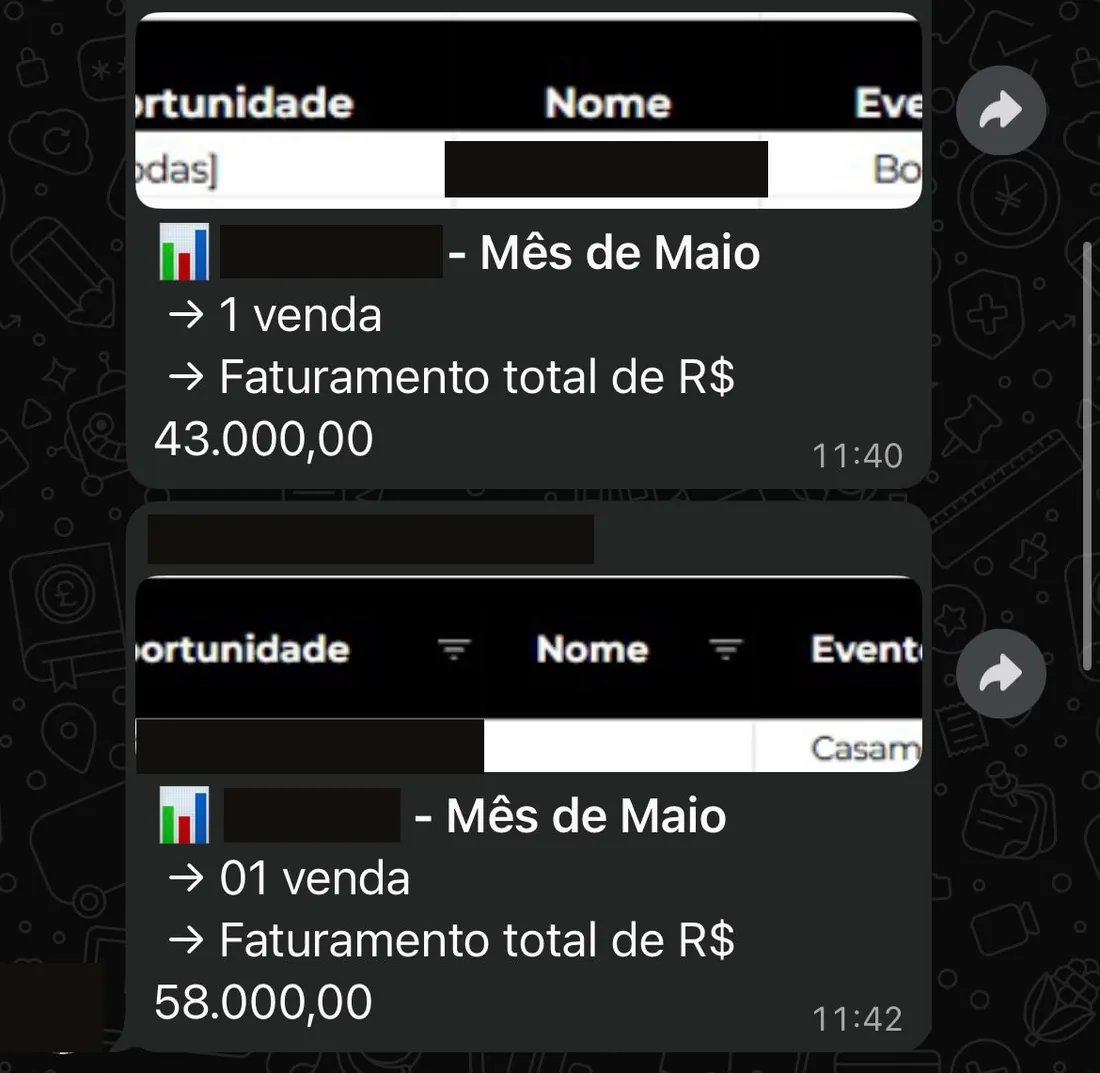 ortunidade Nome Eve
odas] Bo
- Mês de Maio
→ 1 venda
→ Faturamento total de R$
43.000,00
11:40
ortunidade Nome Evento
Casam
- Mês de Maio
→ 01 venda
→ Faturamento total de R$
58.000,00
11:42